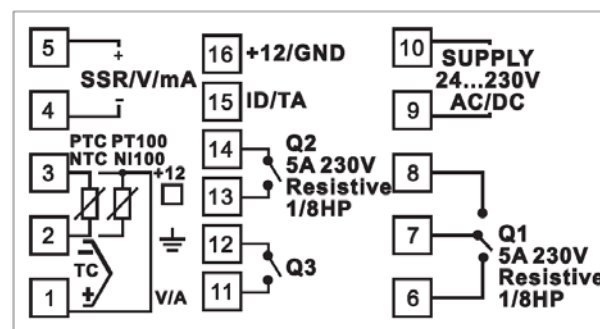 5
+
SSR/V/mA
4
-
PTC PT100
NTC NI100
3
+12
2
-
TC
+
1
V/A
16
+12/GND
15
ID/TA
14
Q2
5A 230V
Resistive
1/8HP
13
12
Q3
11
10
SUPPLY
24...230V
AC/DC
9
8
7
Q1
5A 230V
Resistive
1/8HP
6